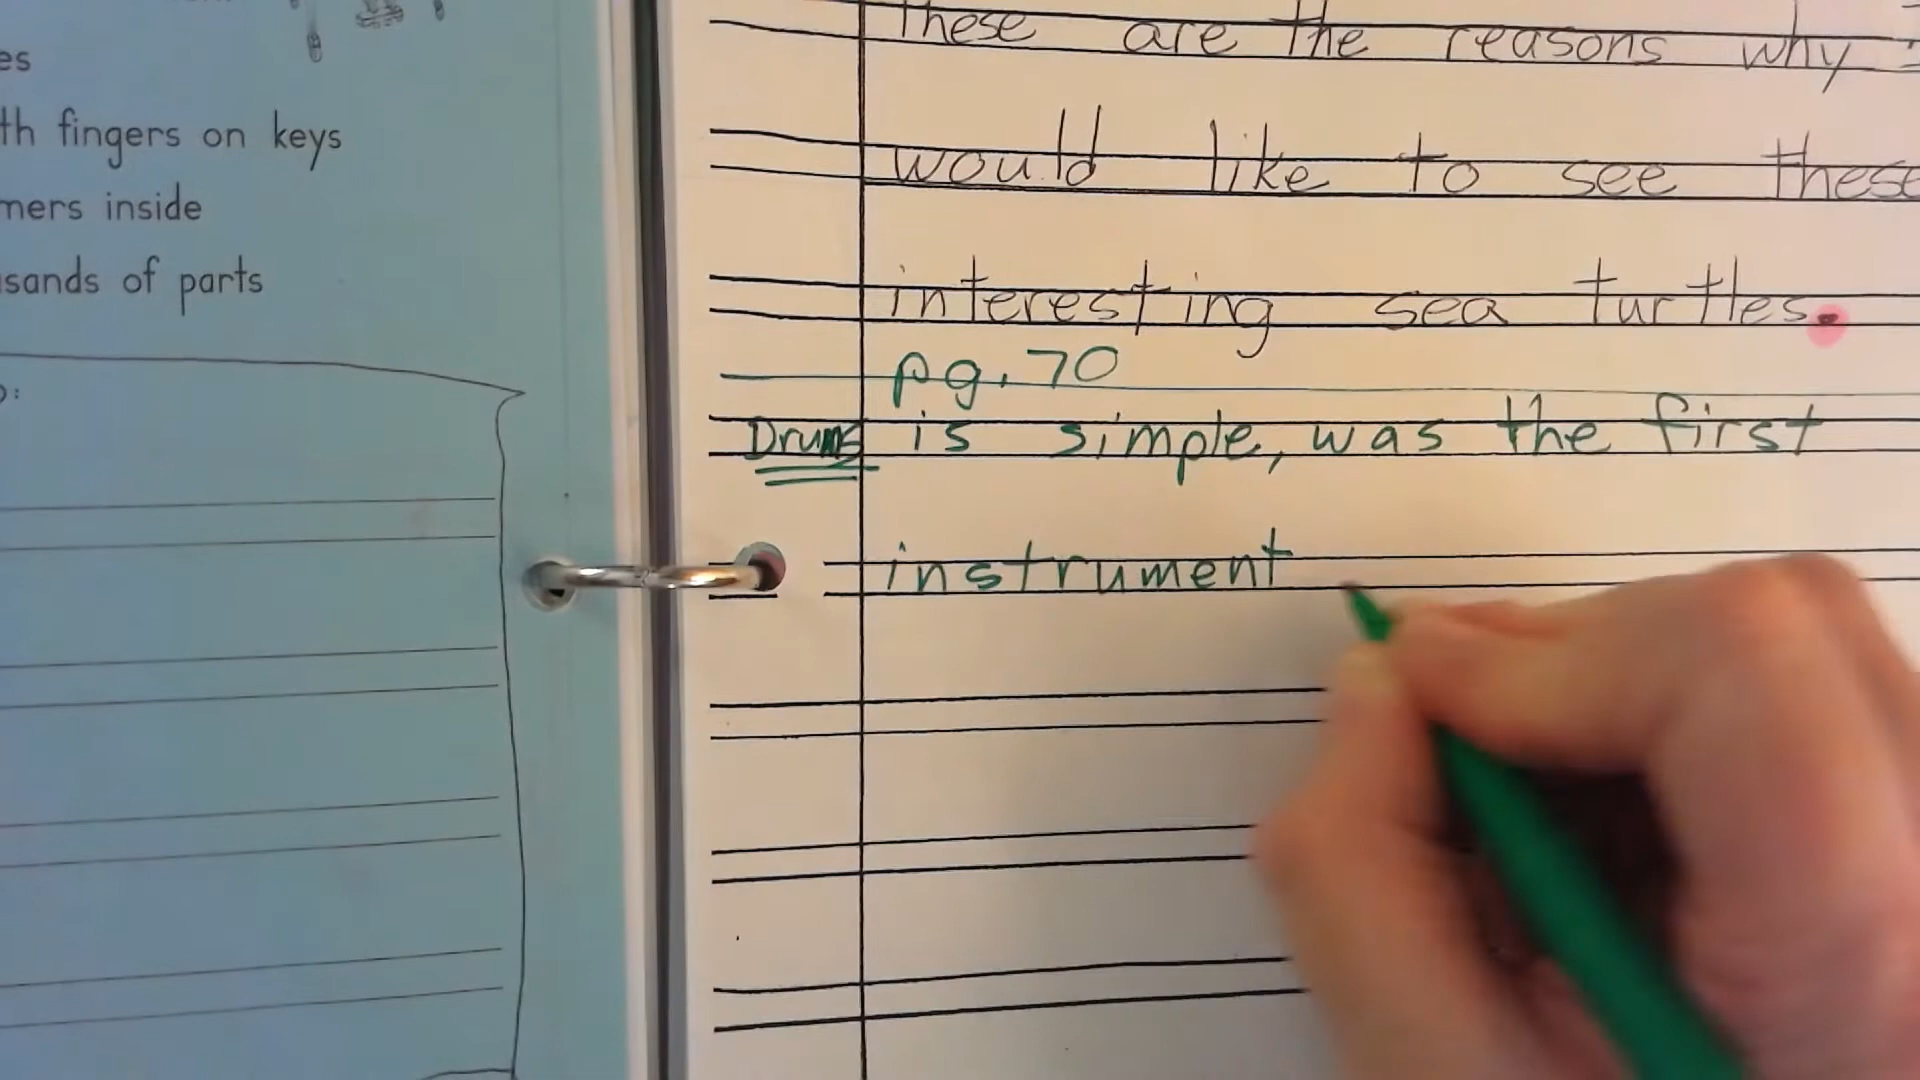 es
th fingers on keys
mers inside
sands of parts
these are the reasons why I
would like to see these
interesting sea turtles.
pg. 70
Drums is simple, was the first
instrument